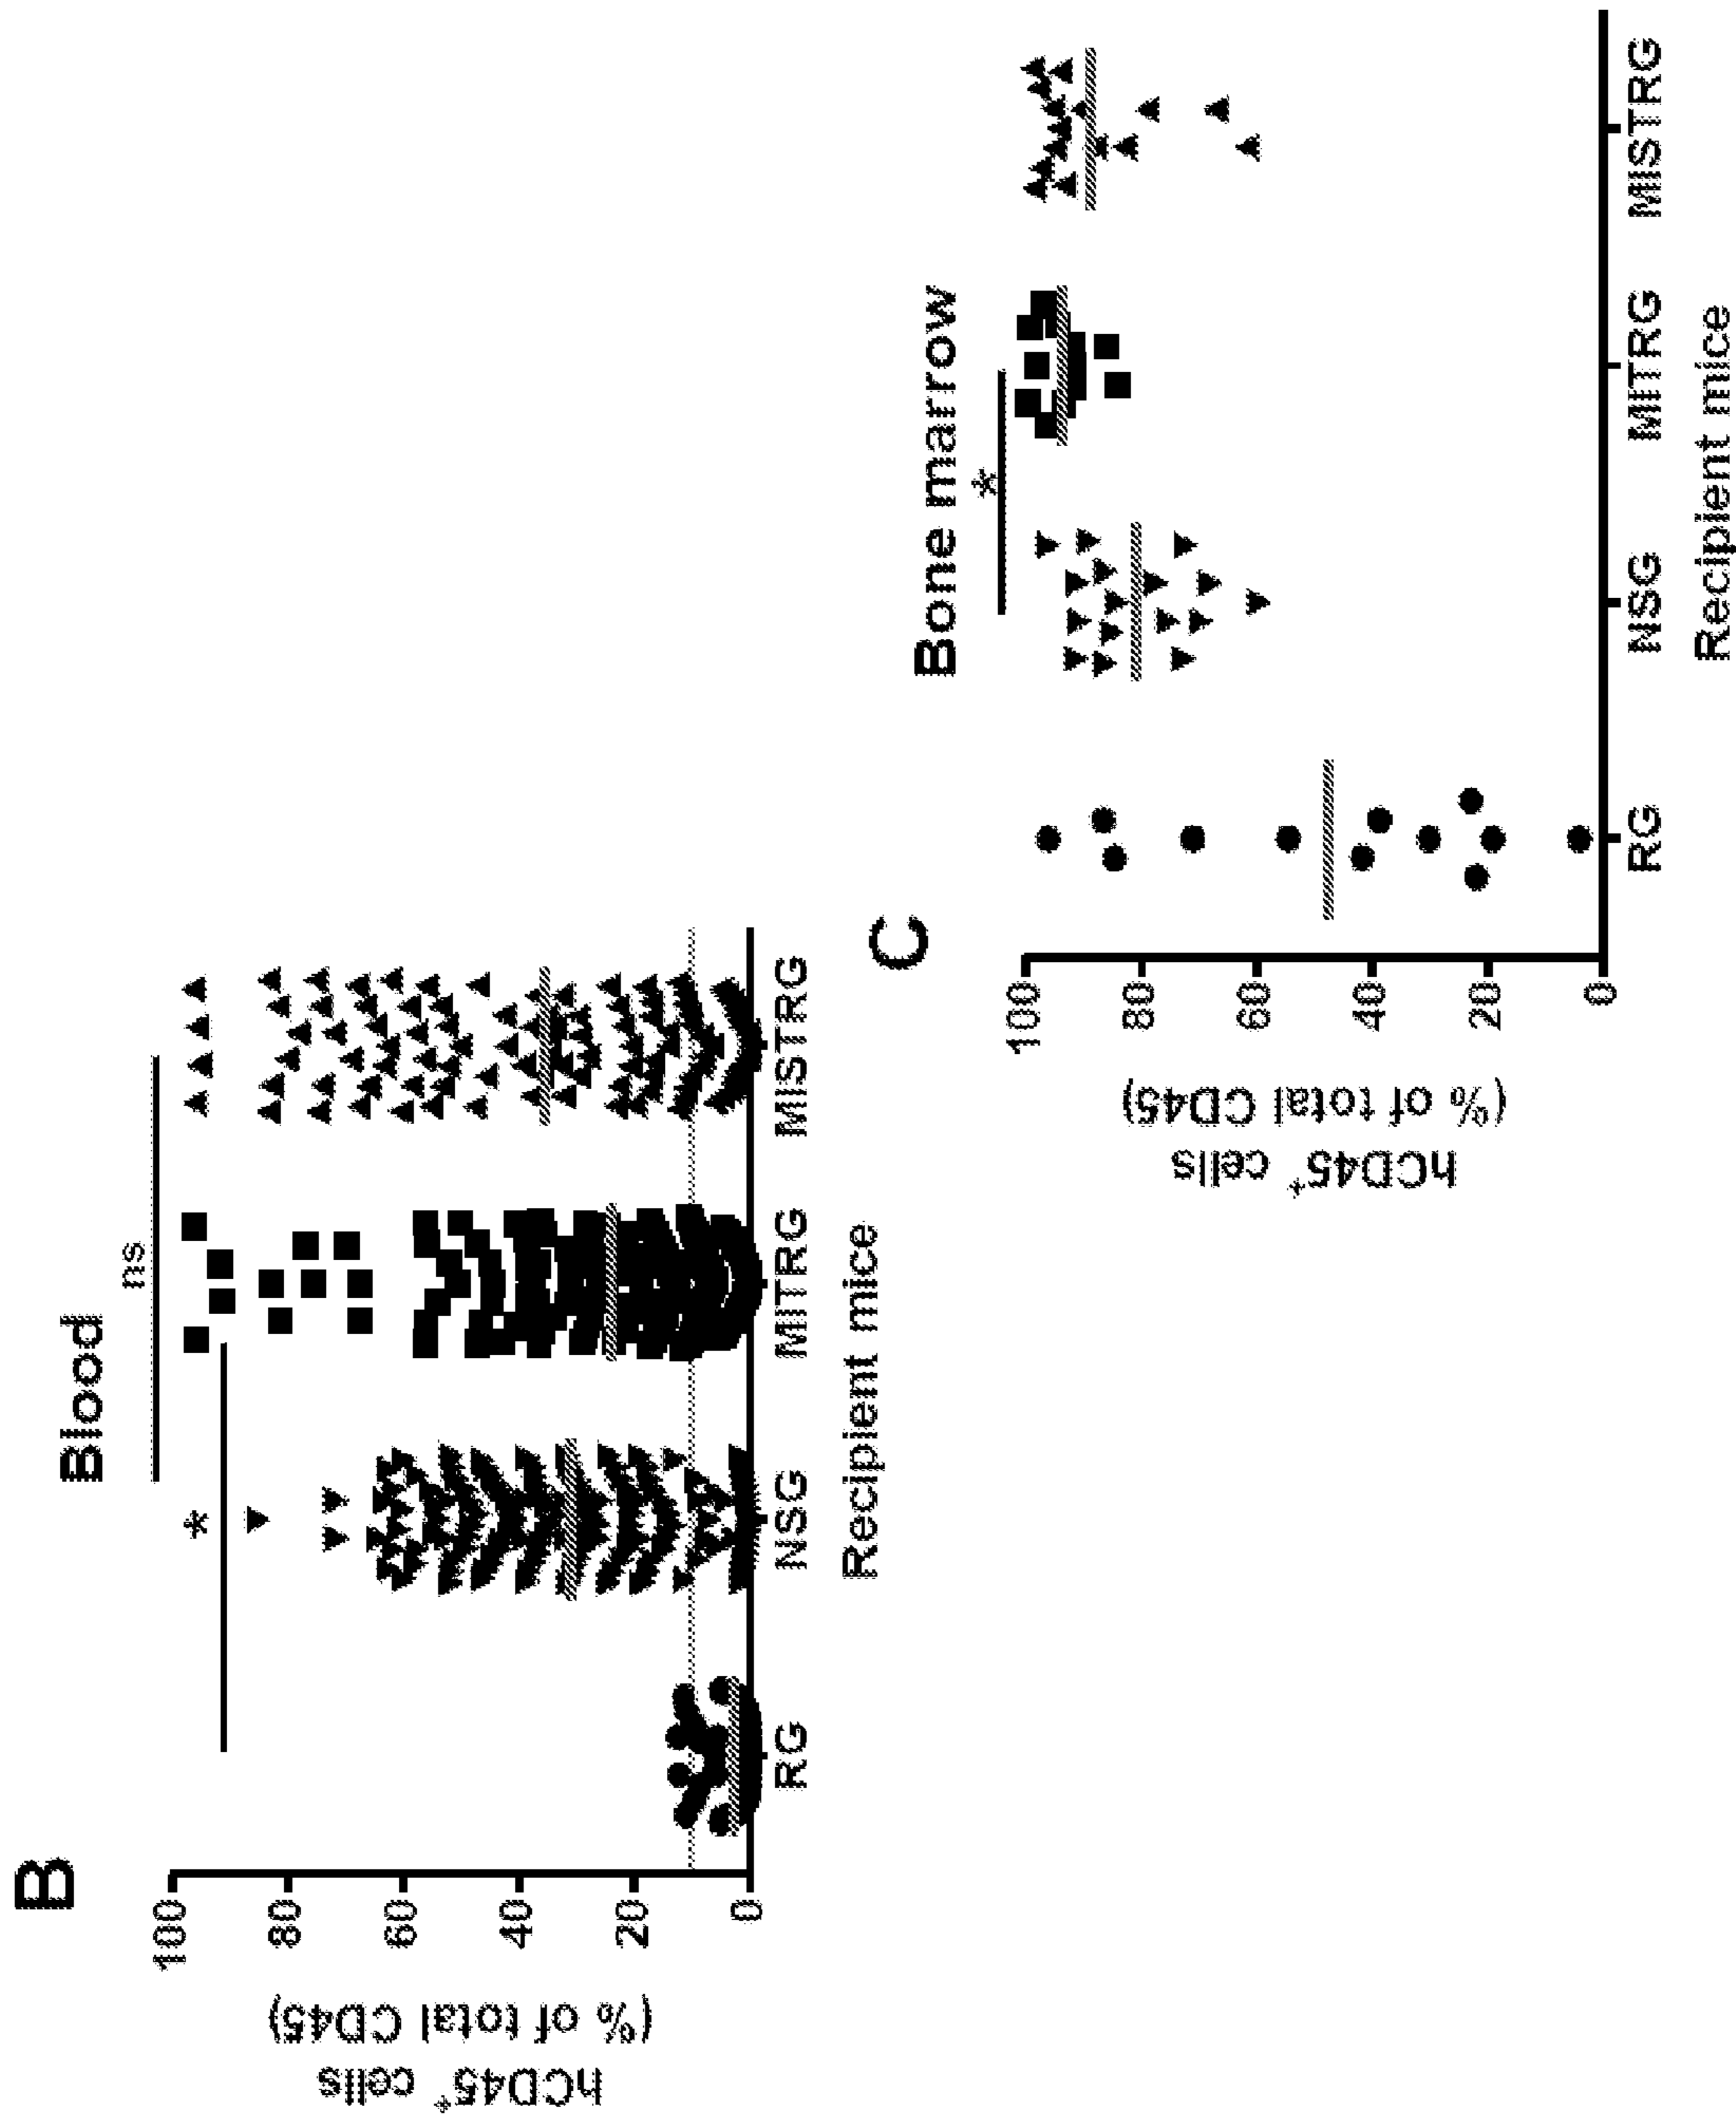 B
Blood
ns
*
100
80
60
40
20
0
hCD45⁺ cells
(% of total CD45)
RG NSG MITRG MISTRG
Recipient mice
C
Bone marrow
*
100
80
60
40
20
0
hCD45⁺ cells
(% of total CD45)
RG NSG MITRG MISTRG
Recipient mice